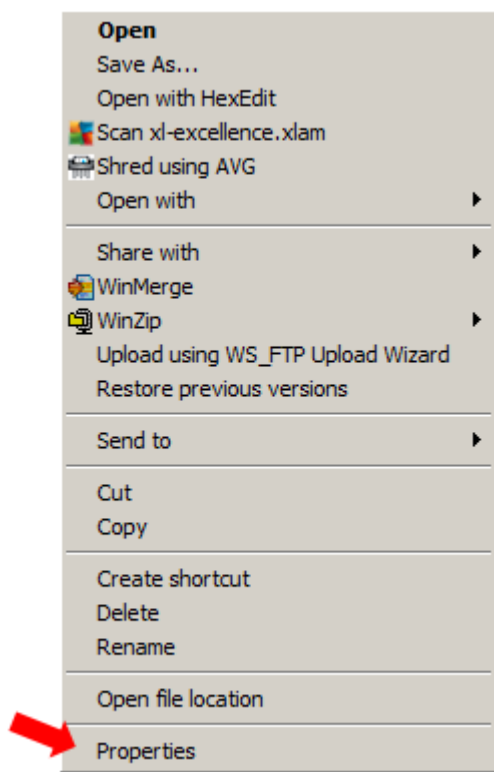 Open
Save As...
Open with HexEdit
Scan xl-excellence.xlam
Shred using AVG
Open with
Share with
WinMerge
WinZip
Upload using WS_FTP Upload Wizard
Restore previous versions
Send to
Cut
Copy
Create shortcut
Delete
Rename
Open file location
Properties